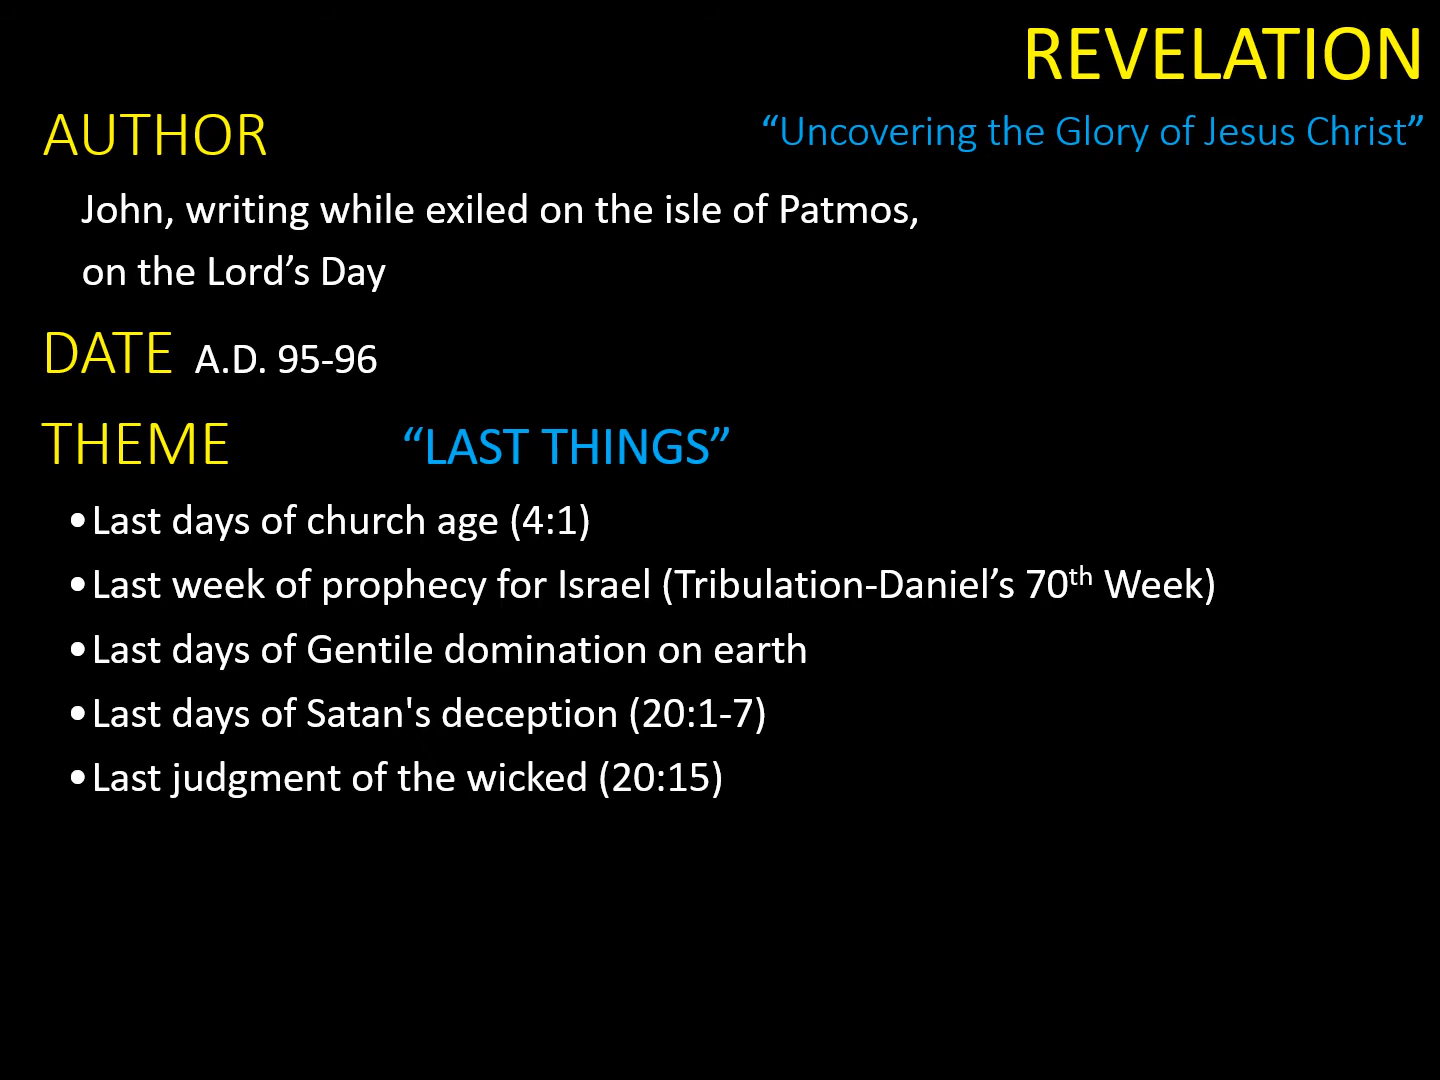 REVELATION
“Uncovering the Glory of Jesus Christ”
AUTHOR
John, writing while exiled on the isle of Patmos,
on the Lord’s Day
DATE A.D. 95-96
THEME “LAST THINGS”
•Last days of church age (4:1)
•Last week of prophecy for Israel (Tribulation-Daniel’s 70th Week)
•Last days of Gentile domination on earth
•Last days of Satan's deception (20:1-7)
•Last judgment of the wicked (20:15)